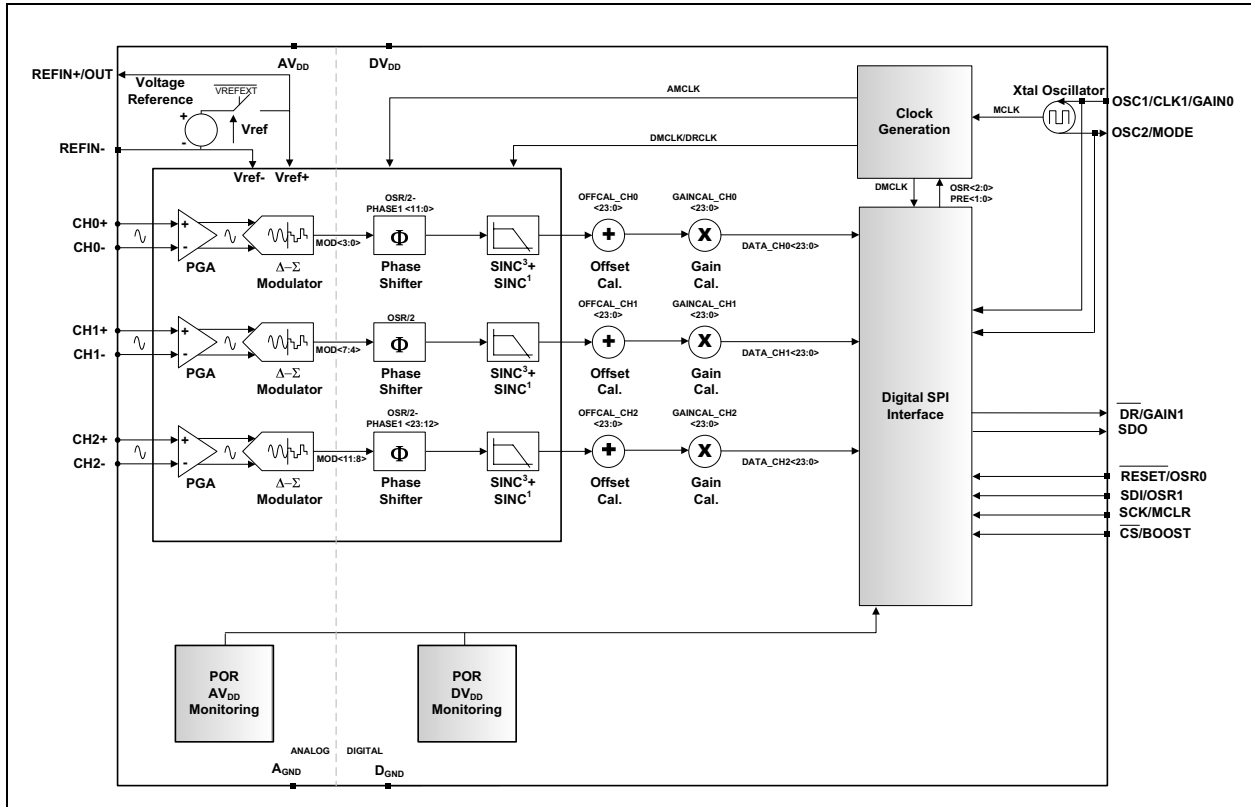 AVDD
DVDD
REFIN+/OUT
Voltage
Reference
VREFEXT
+
-
Vref
REFIN-
Vref-
Vref+
AMCLK
DMCLK/DRCLK
Clock
Generation
MCLK
Xtal Oscillator
OSC1/CLK1/GAIN0
OSC2/MODE
DMCLK
OSR<2:0>
PRE<1:0>
CH0+
CH0-
+
-
PGA
Δ–Σ
Modulator
MOD<3:0>
OSR/2-
PHASE1 <11:0>
Φ
Phase
Shifter
SINC³+
SINC¹
OFFCAL_CH0
<23:0>
+
Offset
Cal.
GAINCAL_CH0
<23:0>
X
Gain
Cal.
DATA_CH0<23:0>
CH1+
CH1-
+
-
PGA
Δ–Σ
Modulator
MOD<7:4>
OSR/2
Φ
Phase
Shifter
SINC³+
SINC¹
OFFCAL_CH1
<23:0>
+
Offset
Cal.
GAINCAL_CH1
<23:0>
X
Gain
Cal.
DATA_CH1<23:0>
CH2+
CH2-
+
-
PGA
Δ–Σ
Modulator
MOD<11:8>
OSR/2-
PHASE1 <23:12>
Φ
Phase
Shifter
SINC³+
SINC¹
OFFCAL_CH2
<23:0>
+
Offset
Cal.
GAINCAL_CH2
<23:0>
X
Gain
Cal.
DATA_CH2<23:0>
Digital SPI
Interface
DR/GAIN1
SDO
RESET/OSR0
SDI/OSR1
SCK/MCLR
CS/BOOST
POR
AVDD
Monitoring
POR
DVDD
Monitoring
ANALOG
DIGITAL
AGND
DGND